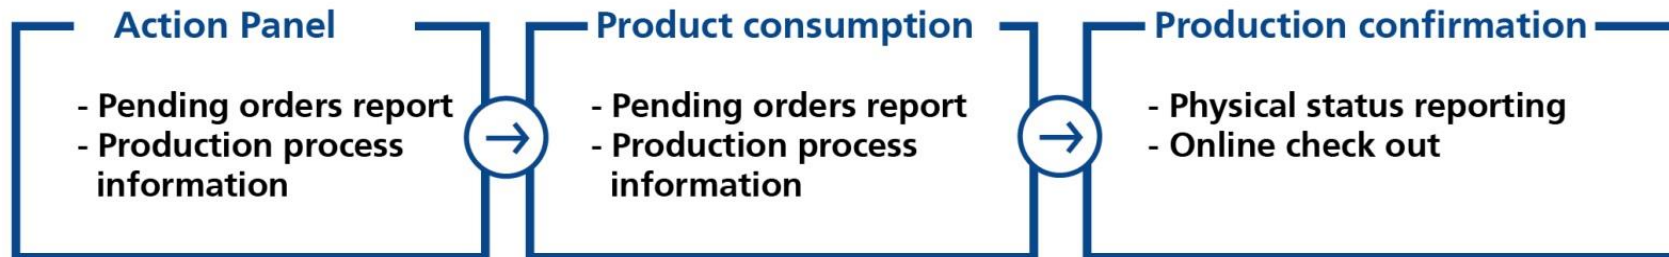 Action Panel
- Pending orders report
- Production process
information
Product consumption
- Pending orders report
- Production process
information
Production confirmation
- Physical status reporting
- Online check out